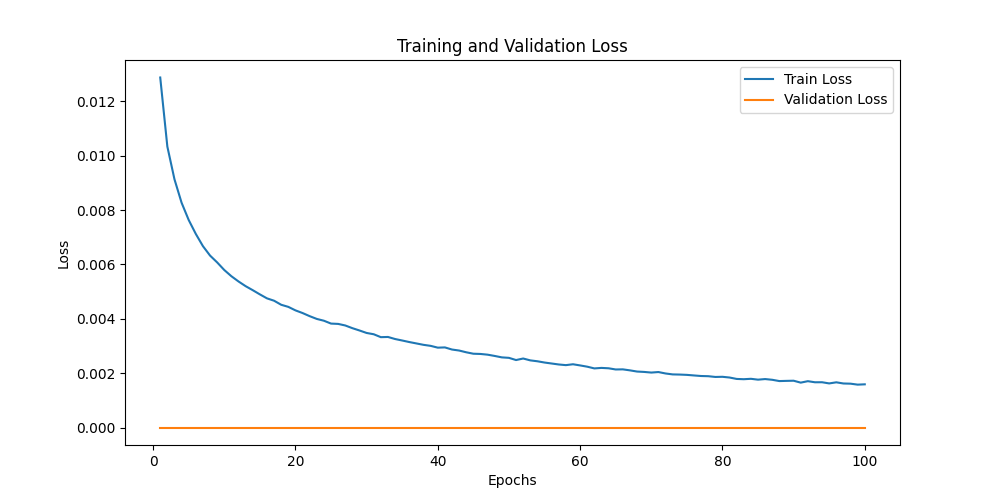 Training and Validation Loss
Train Loss
Validation Loss
0.012
0.010
0.008
0.006
0.004
0.002
0.000
Loss
0 20 40 60 80 100
Epochs